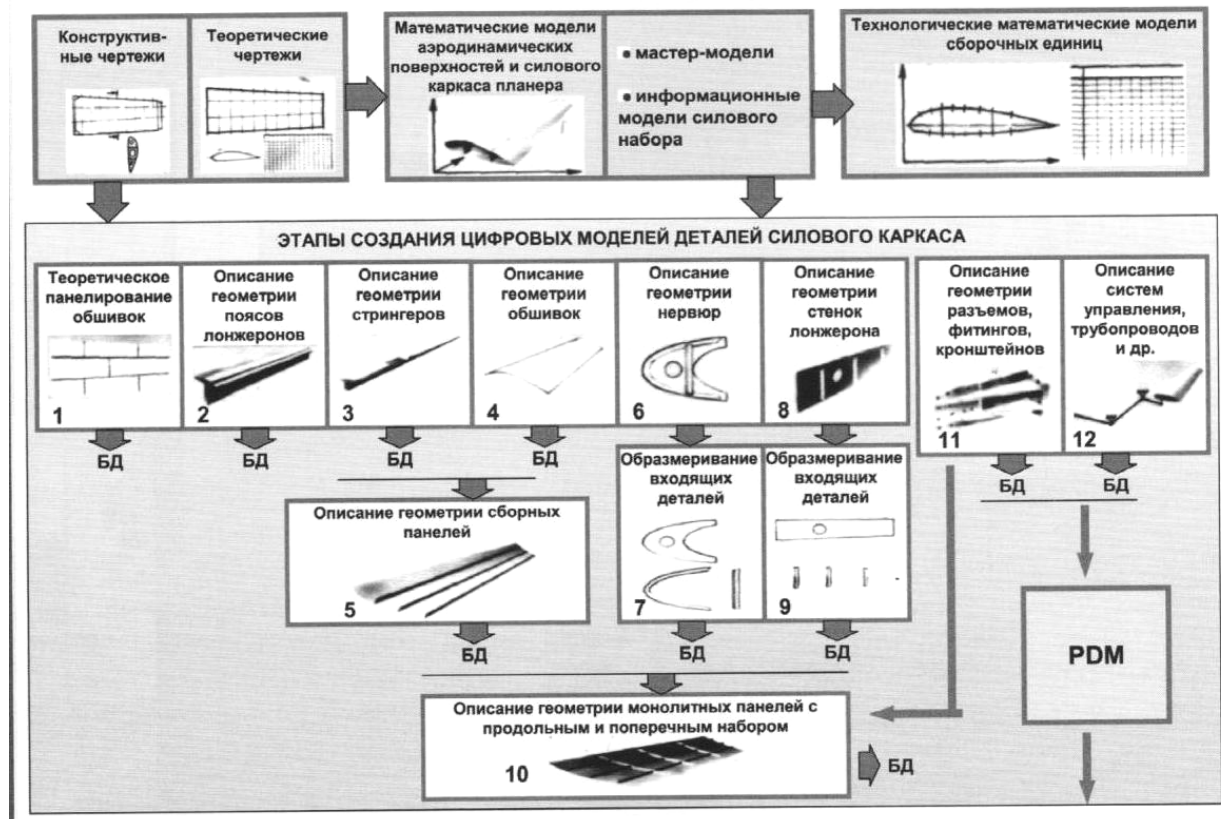 Конструктив-
ные чертежи
Теоретические
чертежи
Математические модели
аэродинамических
поверхностей и силового
каркаса планера
• мастер-модели
• информационные
модели силового
набора
Технологические математические модели
сборочных единиц
ЭТАПЫ СОЗДАНИЯ ЦИФРОВЫХ МОДЕЛЕЙ ДЕТАЛЕЙ СИЛОВОГО КАРКАСА
Теоретическое
панелирование
обшивок
1
Описание
геометрии
поясов
лонжеронов
2
Описание
геометрии
стрингеров
3
Описание
геометрии
обшивок
4
Описание
геометрии
нервюр
6
Описание
геометрии
стенок
лонжерона
8
Описание
геометрии
разъемов,
фитингов,
кронштейнов
11
Описание
систем
управления,
трубопроводов
и др.
12
БД
БД
БД
БД
Образмеривание
входящих
деталей
7
Образмеривание
входящих
деталей
9
БД
БД
Описание геометрии сборных
панелей
5
БД
БД
БД
PDM
Описание геометрии монолитных панелей с
продольным и поперечным набором
10
БД